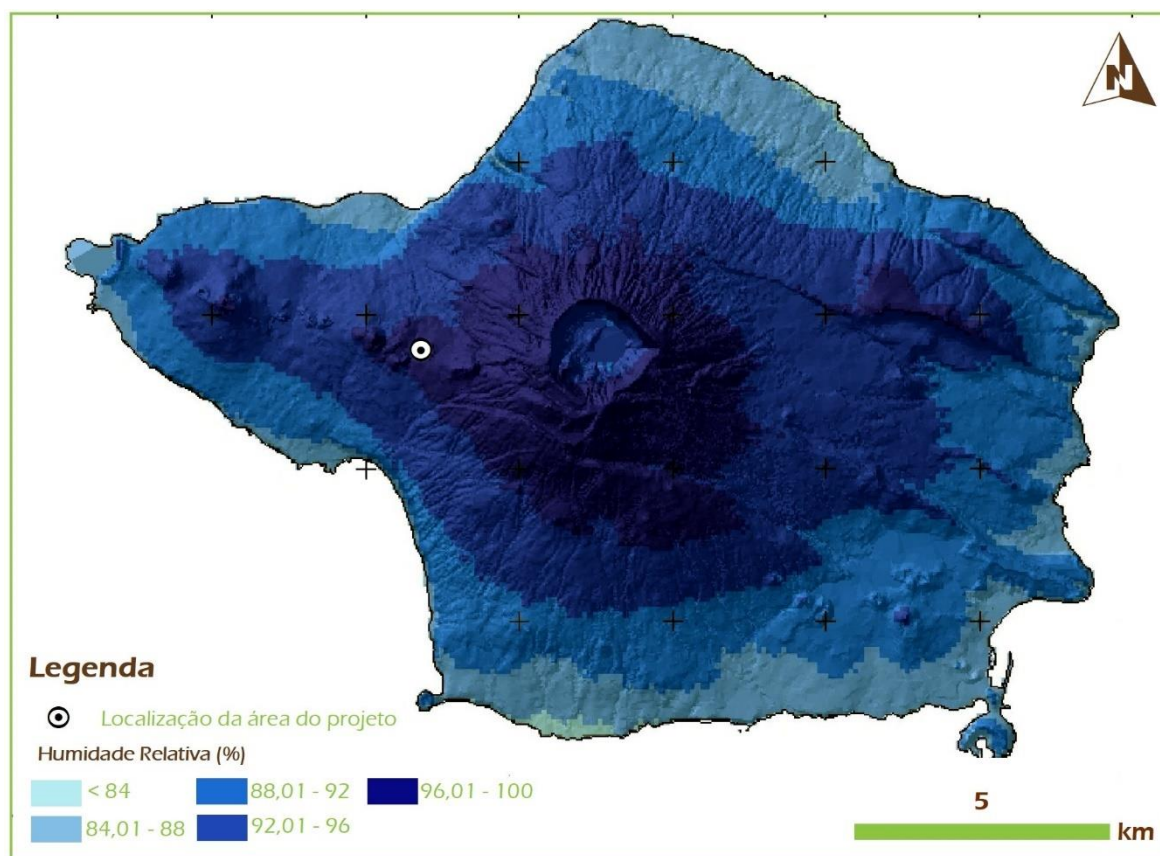 N
Legenda
Localização da área do projeto
Humidade Relativa (%)
< 84
88,01 - 92
96,01 - 100
84,01 - 88
92,01 - 96
5
km